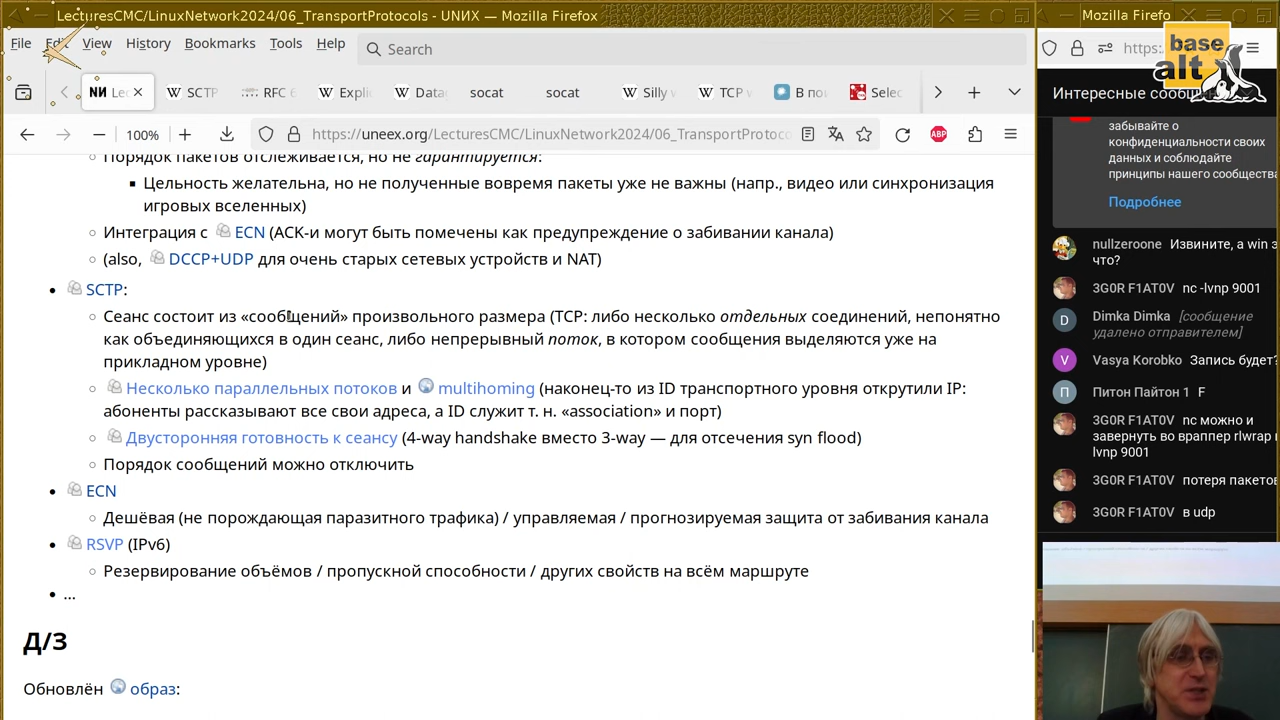 LecturesCMC/LinuxNetwork2024/06_TransportProtocols - UNИX — Mozilla Firefox
File Edit View History Bookmarks Tools Help
Search
SCTP RFC 6 Expli Datag socat socat Silly TCP w В по Selec
100% https://uneex.org/LecturesCMC/LinuxNetwork2024/06_TransportProtoco
Порядок пакетов отслеживается, но не гарантируется:
Цельность желательна, но не полученные вовремя пакеты уже не важны (напр., видео или синхронизация
игровых вселенных)
Интеграция с ECN (ACK-и могут быть помечены как предупреждение о забивании канала)
(also, DCCP+UDP для очень старых сетевых устройств и NAT)
SCTP:
Сеанс состоит из «сообщений» произвольного размера (TCP: либо несколько отдельных соединений, непонятно
как объединяющихся в один сеанс, либо непрерывный поток, в котором сообщения выделяются уже на
прикладном уровне)
Несколько параллельных потоков и multihoming (наконец-то из ID транспортного уровня открутили IP:
абоненты рассказывают все свои адреса, а ID служит т. н. «association» и порт)
Двусторонняя готовность к сеансу (4-way handshake вместо 3-way — для отсечения syn flood)
Порядок сообщений можно отключить
ECN
Дешёвая (не порождающая паразитного трафика) / управляемая / прогнозируемая защита от забивания канала
RSVP (IPv6)
Резервирование объёмов / пропускной способности / других свойств на всём маршруте
...
Д/З
Обновлён образ:
Mozilla Firefo
https:
base
alt
Интересные сообщ
забывайте о
конфиденциальности своих
данных и соблюдайте
принципы нашего сообщества
Подробнее
nullzeroone Извините, а win э
что?
3G0R F1AT0V nc -lvnp 9001
Dimka Dimka [сообщение
удалено отправителем]
Vasya Korobko Запись будет?
Питон Пайтон 1 F
3G0R F1AT0V nc можно и
завернуть во враппер rlwrap
lvnp 9001
3G0R F1AT0V потеря пакетов
3G0R F1AT0V в udp